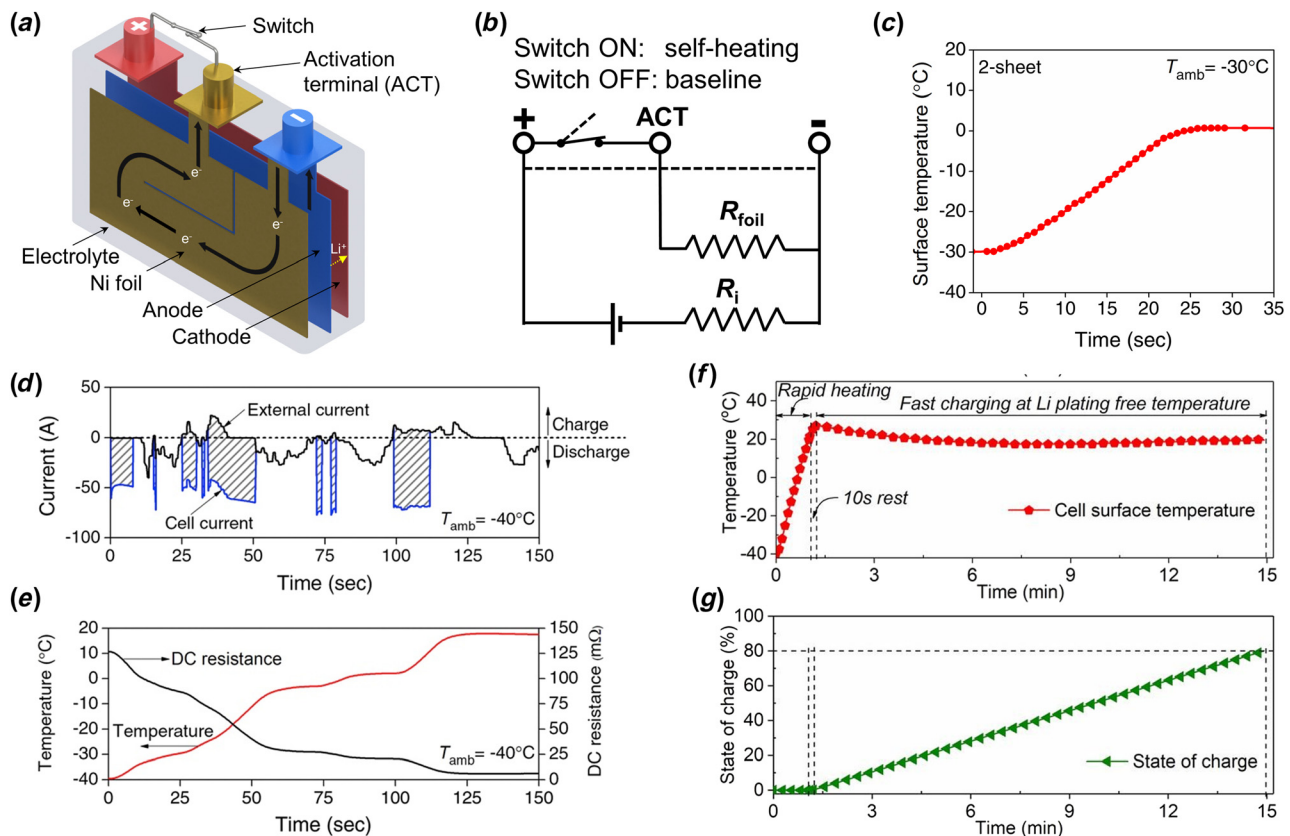 (a)
Switch
Activation
terminal (ACT)
e-
e-
e-
e-
e-
Li+
Electrolyte
Ni foil
Anode
Cathode
(b)
Switch ON: self-heating
Switch OFF: baseline
+
ACT
-
Rfoil
Ri
(c)
2-sheet
Tamb= -30°C
Surface temperature (°C)
20
10
0
-10
-20
-30
-40
0 5 10 15 20 25 30 35
Time (sec)
(d)
Current (A)
50
0
-50
-100
External current
Charge
Discharge
Cell current
Tamb= -40°C
0 25 50 75 100 125 150
Time (sec)
(e)
Temperature (°C)
20
10
0
-10
-20
-30
-40
DC resistance
Temperature
Tamb= -40°C
150
125
100
75
50
25
0
DC resistance (mΩ)
0 25 50 75 100 125 150
Time (sec)
(f)
Temperature (°C)
40
20
0
-20
-40
Rapid heating
Fast charging at Li plating free temperature
10s rest
Cell surface temperature
0 3 6 9 12 15
Time (min)
(g)
State of charge (%)
100
80
60
40
20
0
State of charge
0 3 6 9 12 15
Time (min)